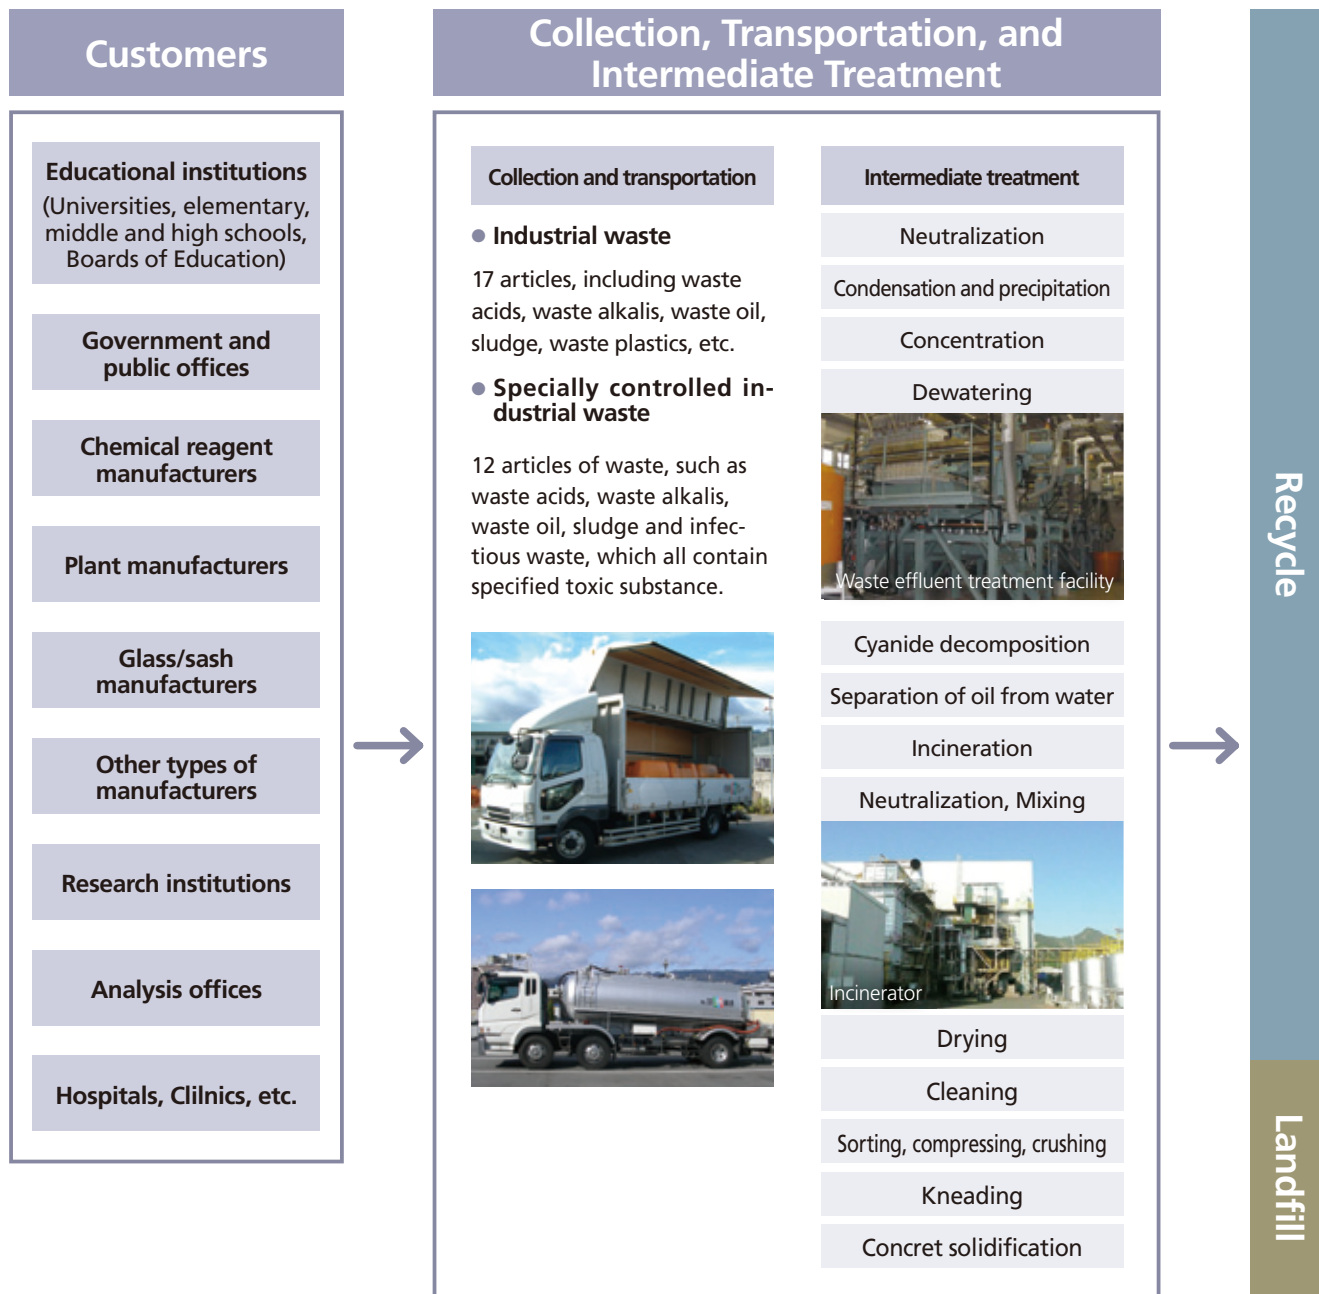 Customers
Educational institutions
(Universities, elementary,
middle and high schools,
Boards of Education)
Government and
public offices
Chemical reagent
manufacturers
Plant manufacturers
Glass/sash
manufacturers
Other types of
manufacturers
Research institutions
Analysis offices
Hospitals, Clilnics, etc.
Collection, Transportation, and
Intermediate Treatment
Collection and transportation
● Industrial waste
17 articles, including waste
acids, waste alkalis, waste oil,
sludge, waste plastics, etc.
● Specially controlled in-
dustrial waste
12 articles of waste, such as
waste acids, waste alkalis,
waste oil, sludge and infec-
tious waste, which all contain
specified toxic substance.
Intermediate treatment
Neutralization
Condensation and precipitation
Concentration
Dewatering
Waste effluent treatment facility
Cyanide decomposition
Separation of oil from water
Incineration
Neutralization, Mixing
Incinerator
Drying
Cleaning
Sorting, compressing, crushing
Kneading
Concret solidification
Recycle
Landfill